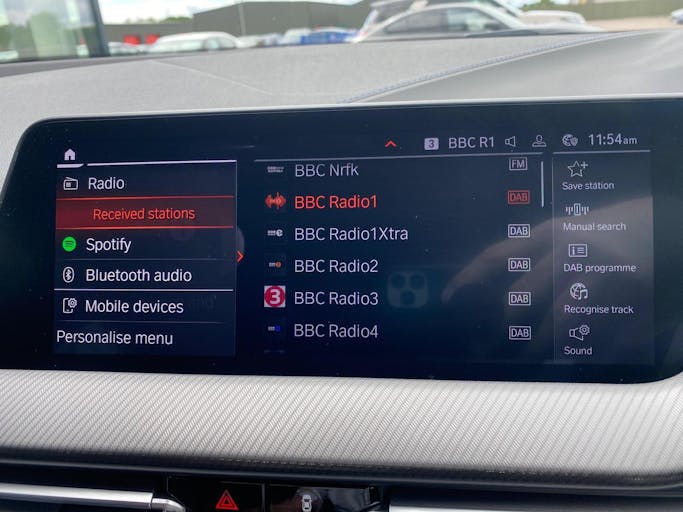 3 BBC R1 11:54am
Radio
Received stations
Spotify
Bluetooth audio
Mobile devices
Personalise menu
BBC Nrfk FM
BBC Radio1 DAB
BBC Radio1Xtra DAB
BBC Radio2 DAB
3 BBC Radio3 DAB
BBC Radio4 DAB
Save station
Manual search
DAB programme
Recognise track
Sound